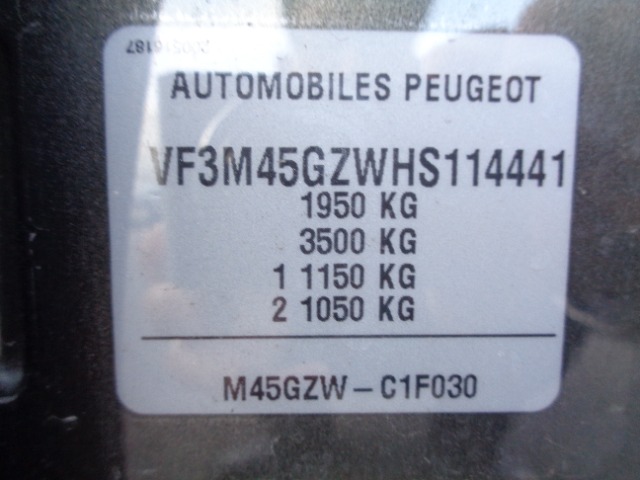 AUTOMOBILES PEUGEOT
VF3M45GZWHS114441
1950 KG
3500 KG
1 1150 KG
2 1050 KG
M45GZW - C1F030